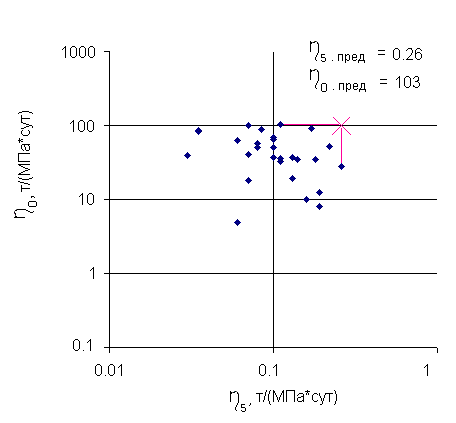 η5 . пред = 0.26
η0 . пред = 103
1000
100
10
1
0.1
η0, т/(МПа*сут)
0.01 0.1 1
η5, т/(МПа*сут)